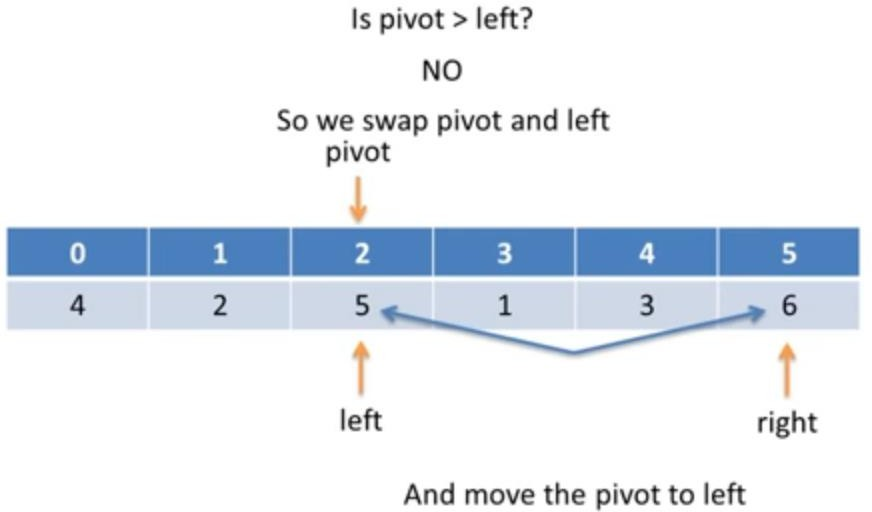 Is pivot > left?
NO
So we swap pivot and left
pivot
0 1 2 3 4 5
4 2 5 1 3 6
left right
And move the pivot to left